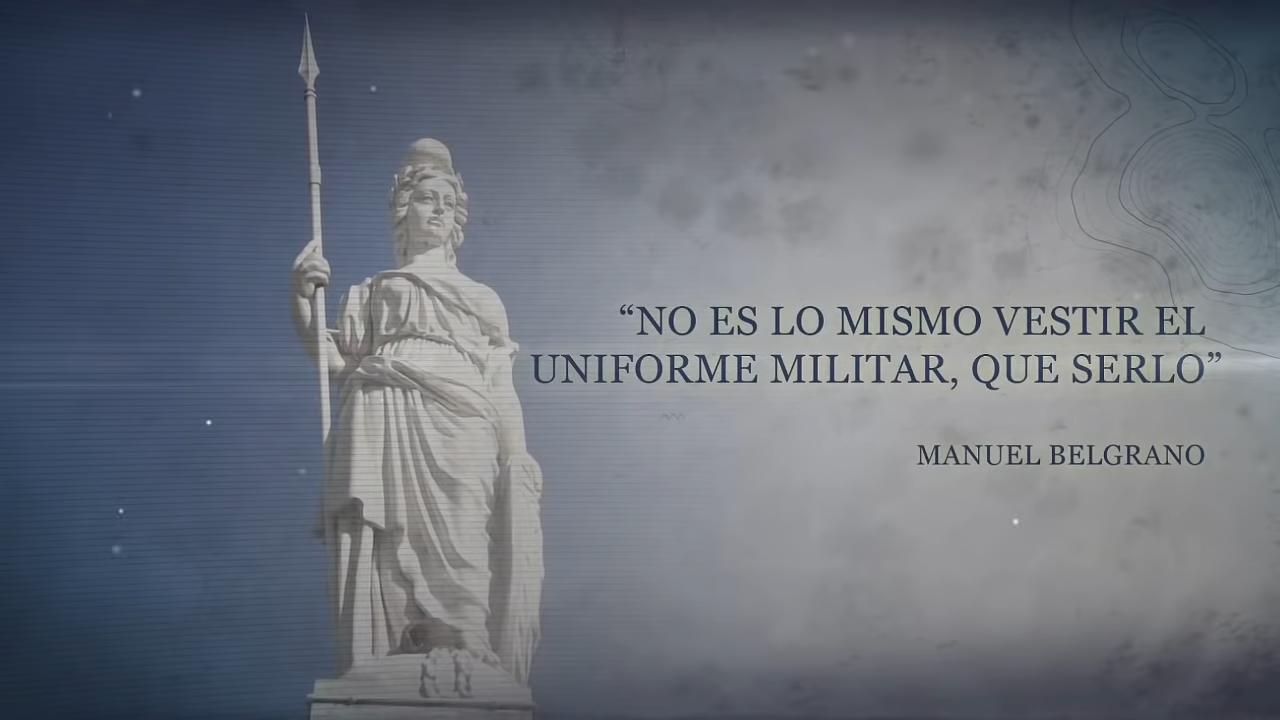 “NO ES LO MISMO VESTIR EL
UNIFORME MILITAR, QUE SERLO”
MANUEL BELGRANO